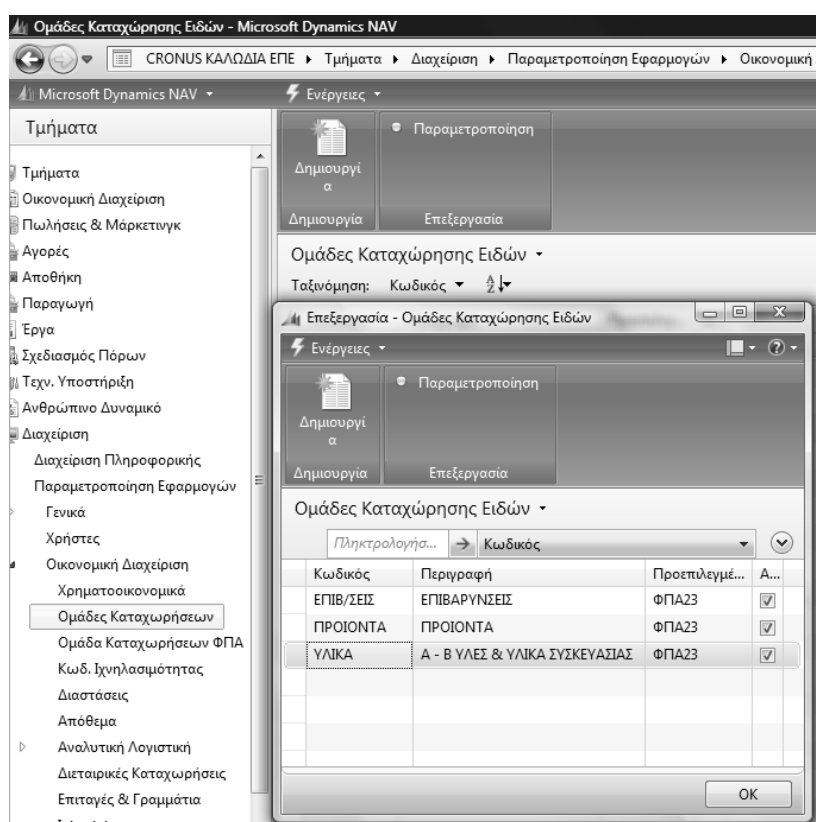 Ομάδες Καταχώρησης Ειδών - Microsoft Dynamics NAV
CRONUS ΚΑΛΩΔΙΑ ΕΠΕ ▸ Τμήματα ▸ Διαχείριση ▸ Παραμετροποίηση Εφαρμογών ▸ Οικονομική
Microsoft Dynamics NAV
Ενέργειες
Τμήματα
Τμήματα
Οικονομική Διαχείριση
Πωλήσεις & Μάρκετινγκ
Αγορές
Αποθήκη
Παραγωγή
Έργα
Σχεδιασμός Πόρων
Τεχν. Υποστήριξη
Ανθρώπινο Δυναμικό
Διαχείριση
Διαχείριση Πληροφορικής
Παραμετροποίηση Εφαρμογών
Γενικά
Χρήστες
Οικονομική Διαχείριση
Χρηματοοικονομικά
Ομάδες Καταχωρήσεων
Ομάδα Καταχωρήσεων ΦΠΑ
Κωδ. Ιχνηλασιμότητας
Διαστάσεις
Απόθεμα
Αναλυτική Λογιστική
Διεταιρικές Καταχωρήσεις
Επιταγές & Γραμμάτια
Παραμετροποίηση
Δημιουργί
α
Δημιουργία
Επεξεργασία
Ομάδες Καταχώρησης Ειδών
Ταξινόμηση: Κωδικός
Επεξεργασία - Ομάδες Καταχώρησης Ειδών
Ενέργειες
Παραμετροποίηση
Δημιουργί
α
Δημιουργία
Επεξεργασία
Ομάδες Καταχώρησης Ειδών
Πληκτρολογήσ... Κωδικός
Κωδικός Περιγραφή Προεπιλεγμέ... Α...
ΕΠΙΒ/ΣΕΙΣ ΕΠΙΒΑΡΥΝΣΕΙΣ ΦΠΑ23
ΠΡΟΙΟΝΤΑ ΠΡΟΙΟΝΤΑ ΦΠΑ23
ΥΛΙΚΑ Α - Β ΥΛΕΣ & ΥΛΙΚΑ ΣΥΣΚΕΥΑΣΙΑΣ ΦΠΑ23
OK